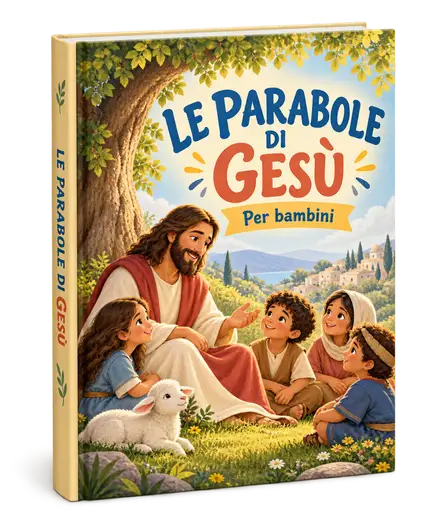 LE PARABOLE
DI
GESÙ
Per bambini
LE PARABOLE DI GESÙ